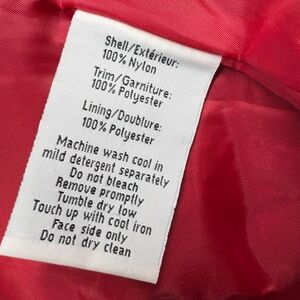 Shell/Extérieur:
100% Nylon
Trim/Garniture:
100% Polyester
Lining/Doublure:
100% Polyester
Machine wash cool in
mild detergent separately
Do not bleach
Remove promptly
Tumble dry low
Touch up with cool iron
Face side only
Do not dry clean